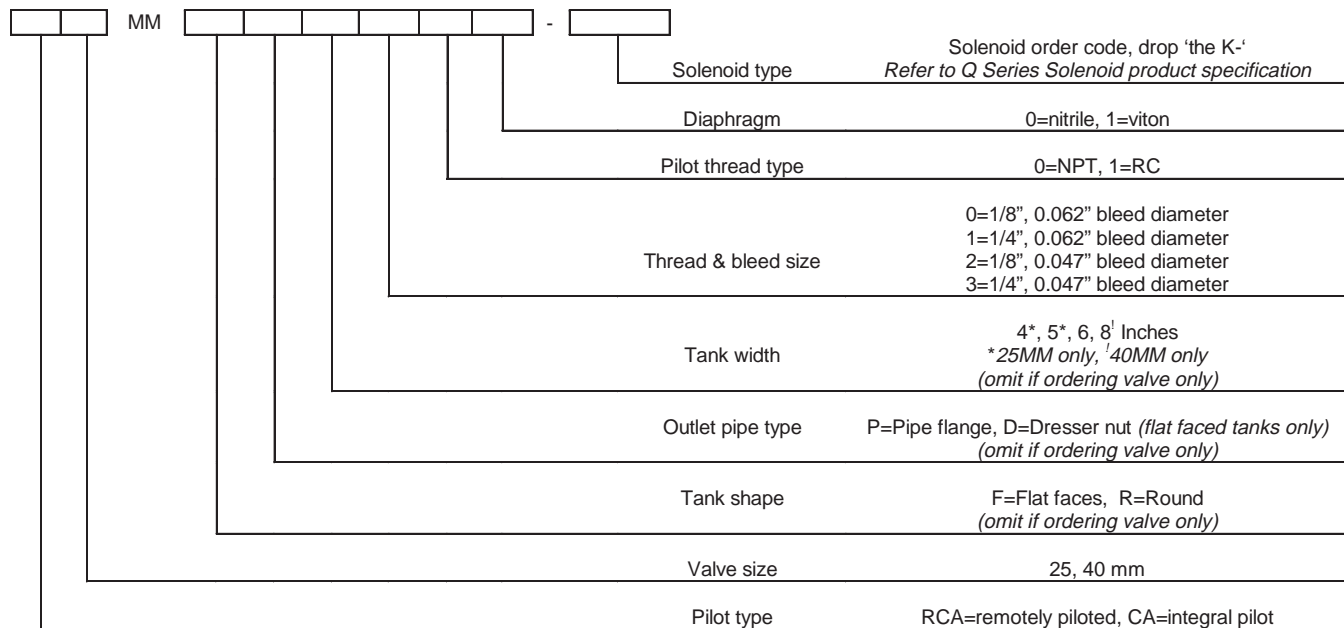 MM -
Solenoid order code, drop ‘the K-‘
Solenoid type Refer to Q Series Solenoid product specification
Diaphragm 0=nitrile, 1=viton
Pilot thread type 0=NPT, 1=RC
0=1/8”, 0.062” bleed diameter
1=1/4”, 0.062” bleed diameter
Thread & bleed size 2=1/8”, 0.047” bleed diameter
3=1/4”, 0.047” bleed diameter
4*, 5*, 6, 8! Inches
Tank width *25MM only, !40MM only
(omit if ordering valve only)
Outlet pipe type P=Pipe flange, D=Dresser nut (flat faced tanks only)
(omit if ordering valve only)
Tank shape F=Flat faces, R=Round
(omit if ordering valve only)
Valve size 25, 40 mm
Pilot type RCA=remotely piloted, CA=integral pilot